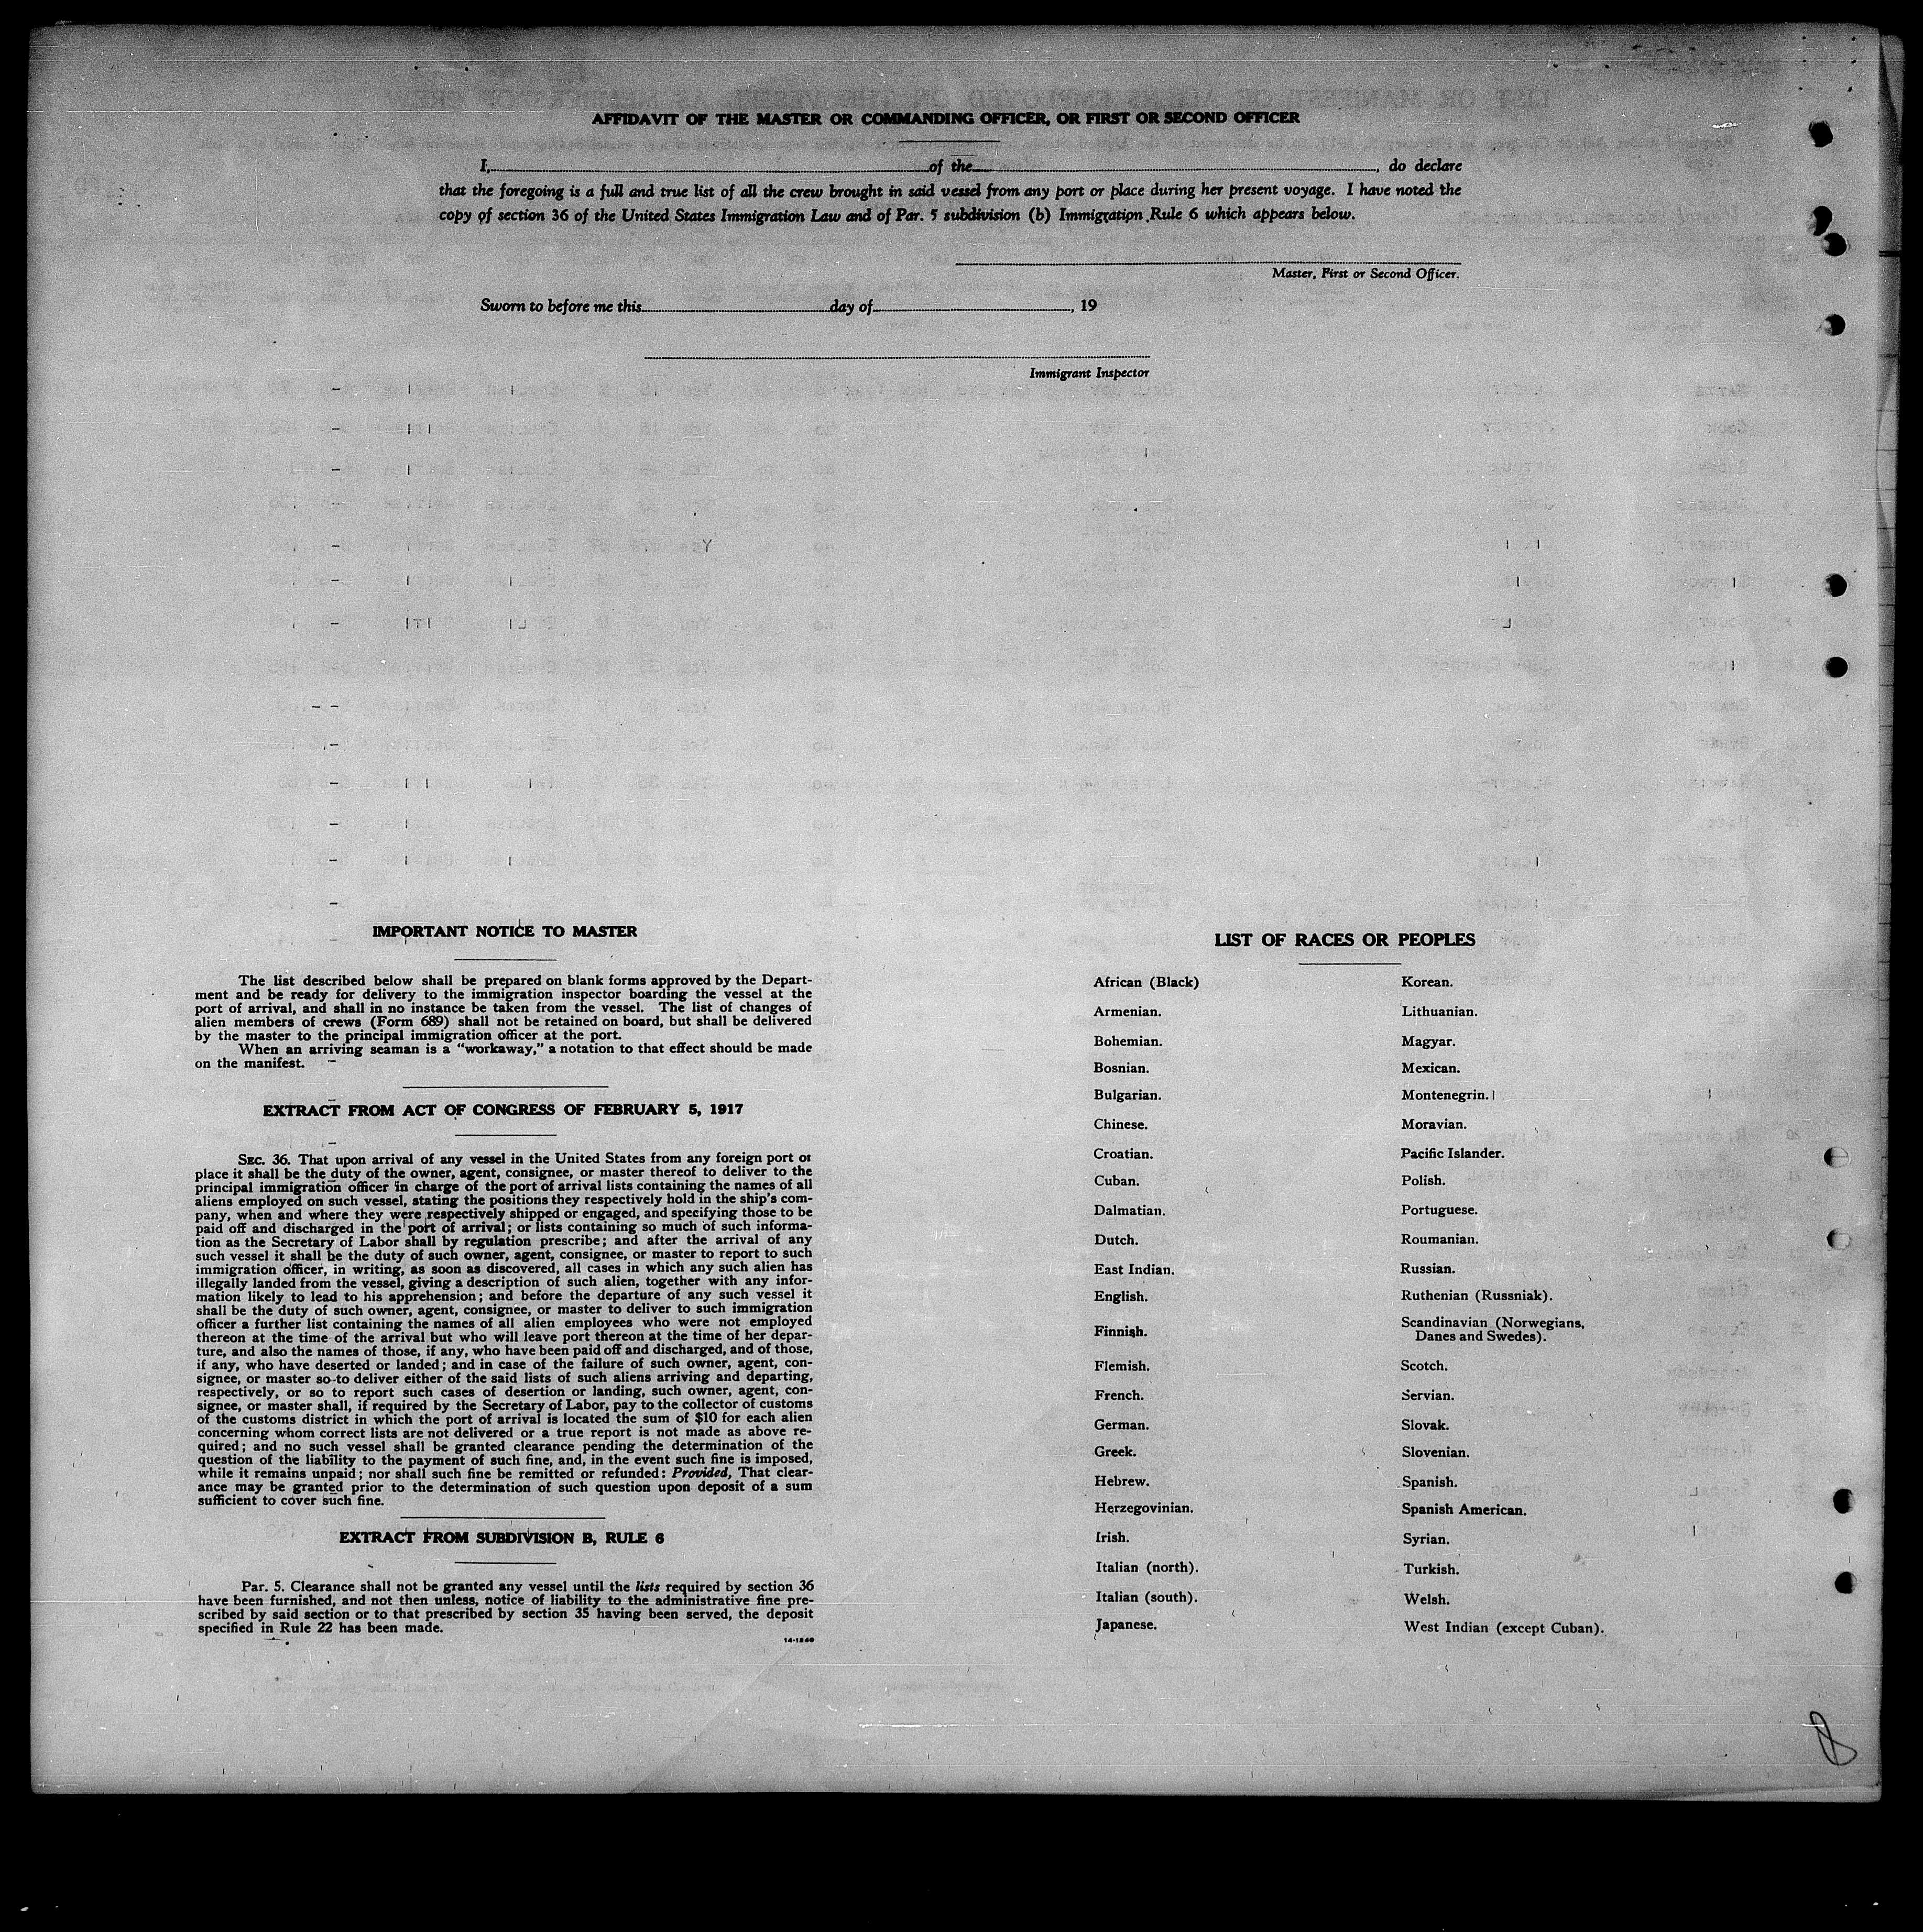 AFFIDAVIT OF THE MASTER OR COMMANDING OFFICER, OR FIRST OR SECOND OFFICER
I, of the , do declare
that the foregoing is a full and true list of all the crew brought in said vessel from any port or place during her present voyage. I have noted the
copy of section 36 of the United States Immigration Law and of Par. 5 subdivision (b) Immigration Rule 6 which appears below.
Master, First or Second Officer.
Sworn to before me this day of , 19
Immigrant Inspector
IMPORTANT NOTICE TO MASTER
The list described below shall be prepared on blank forms approved by the Depart-
ment and be ready for delivery to the immigration inspector boarding the vessel at the
port of arrival, and shall in no instance be taken from the vessel. The list of changes of
alien members of crews (Form 689) shall not be retained on board, but shall be delivered
by the master to the principal immigration officer at the port.
When an arriving seaman is a "workaway," a notation to that effect should be made
on the manifest.
EXTRACT FROM ACT OF CONGRESS OF FEBRUARY 5, 1917
SEC. 36. That upon arrival of any vessel in the United States from any foreign port or
place it shall be the duty of the owner, agent, consignee, or master thereof to deliver to the
principal immigration officer in charge of the port of arrival lists containing the names of all
aliens employed on such vessel, stating the positions they respectively hold in the ship's com-
pany, when and where they were respectively shipped or engaged, and specifying those to be
paid off and discharged in the port of arrival; or lists containing so much of such informa-
tion as the Secretary of Labor shall by regulation prescribe; and after the arrival of any
such vessel it shall be the duty of such owner, agent, consignee, or master to report to such
immigration officer, in writing, as soon as discovered, all cases in which any such alien has
illegally landed from the vessel, giving a description of such alien, together with any infor-
mation likely to lead to his apprehension; and before the departure of any such vessel it
shall be the duty of such owner, agent, consignee, or master to deliver to such immigration
officer a further list containing the names of all alien employees who were not employed
thereon at the time of the arrival but who will leave port thereon at the time of her depar-
ture, and also the names of those, if any, who have been paid off and discharged, and of those,
if any, who have deserted or landed; and in case of the failure of such owner, agent, con-
signee, or master so to deliver either of the said lists of such aliens arriving and departing,
respectively, or so to report such cases of desertion or landing, such owner, agent, con-
signee, or master shall, if required by the Secretary of Labor, pay to the collector of customs
of the customs district in which the port of arrival is located the sum of $10 for each alien
concerning whom correct lists are not delivered or a true report is not made as above re-
quired; and no such vessel shall be granted clearance pending the determination of the
question of the liability to the payment of such fine, and, in the event such fine is imposed,
while it remains unpaid; nor shall such fine be remitted or refunded: Provided, That clear-
ance may be granted prior to the determination of such question upon deposit of a sum
sufficient to cover such fine.
EXTRACT FROM SUBDIVISION B, RULE 6
Par. 5. Clearance shall not be granted any vessel until the lists required by section 36
have been furnished, and not then unless, notice of liability to the administrative fine pre-
scribed by said section or to that prescribed by section 35 having been served, the deposit
specified in Rule 22 has been made.
14-1240
LIST OF RACES OR PEOPLES
African (Black)
Armenian.
Bohemian.
Bosnian.
Bulgarian.
Chinese.
Croatian.
Cuban.
Dalmatian.
Dutch.
East Indian.
English.
Finnish.
Flemish.
French.
German.
Greek.
Hebrew.
Herzegovinian.
Irish.
Italian (north).
Italian (south).
Japanese.
Korean.
Lithuanian.
Magyar.
Mexican.
Montenegrin.
Moravian.
Pacific Islander.
Polish.
Portuguese.
Roumanian.
Russian.
Ruthenian (Russniak).
Scandinavian (Norwegians,
Danes and Swedes).
Scotch.
Servian.
Slovak.
Slovenian.
Spanish.
Spanish American.
Syrian.
Turkish.
Welsh.
West Indian (except Cuban).
8